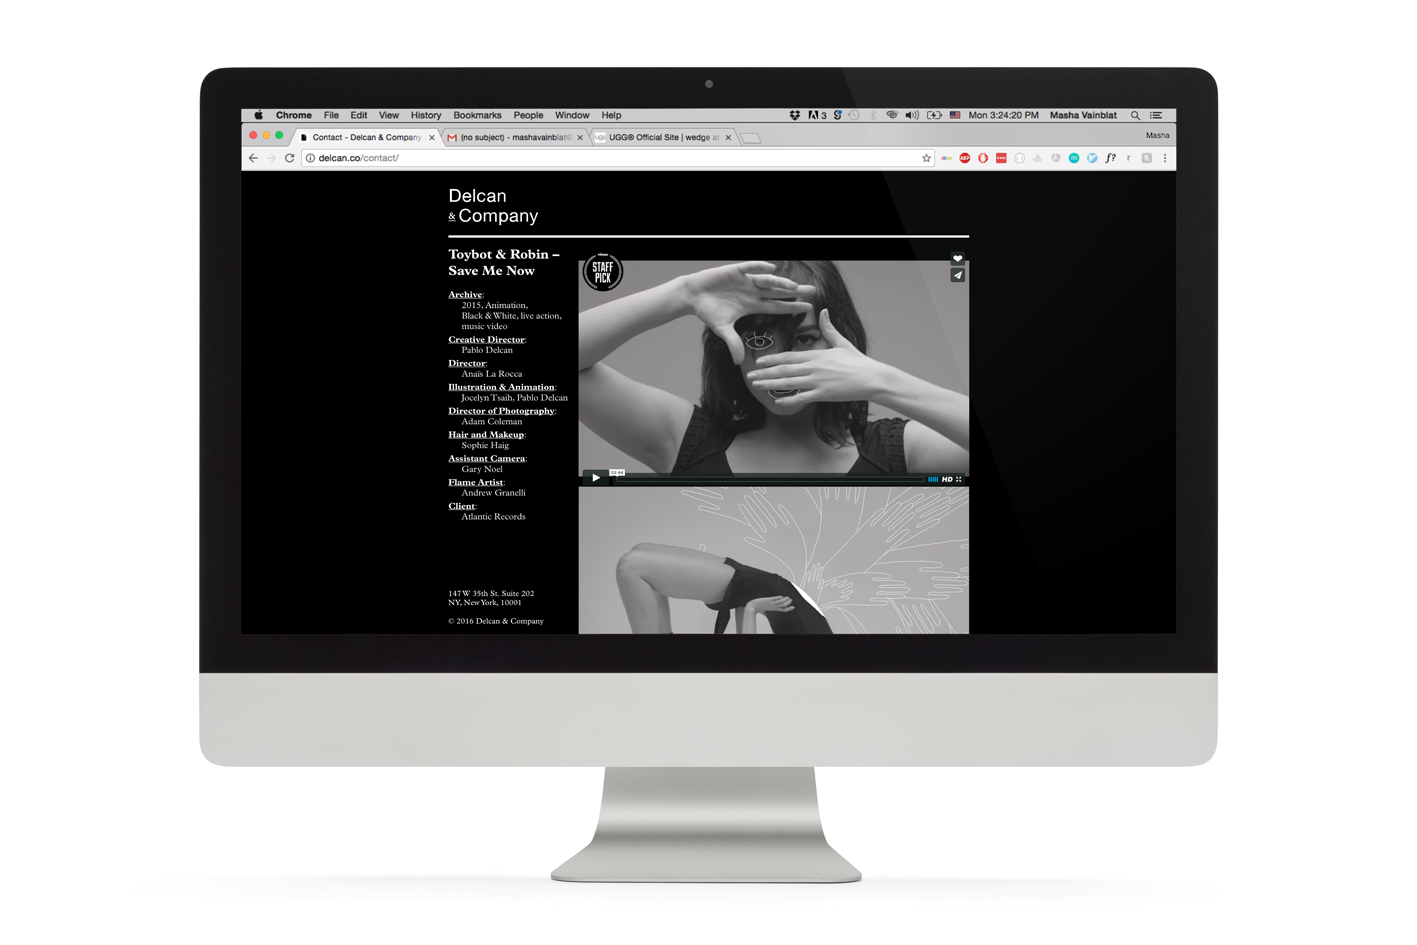 Chrome File Edit View History Bookmarks People Window Help 3 Mon 3:24:20 PM Masha Vainblat
Contact - Delcan & Company (no subject) - mashavainblat UGG® Official Site | wedge Masha
delcan.co/contact/ ebay ABP m f? r
Delcan
& Company
Toybot & Robin –
Save Me Now
Archive:
2015, Animation,
Black & White, live action,
music video
Creative Director:
Pablo Delcan
Director:
Anaïs La Rocca
Illustration & Animation:
Jocelyn Tsaih, Pablo Delcan
Director of Photography:
Adam Coleman
Hair and Makeup:
Sophie Haig
Assistant Camera:
Gary Noel
Flame Artist:
Andrew Granelli
Client:
Atlantic Records
147 W 35th St. Suite 202
NY, New York, 10001
© 2016 Delcan & Company
STAFF
PICK
03:44
HD